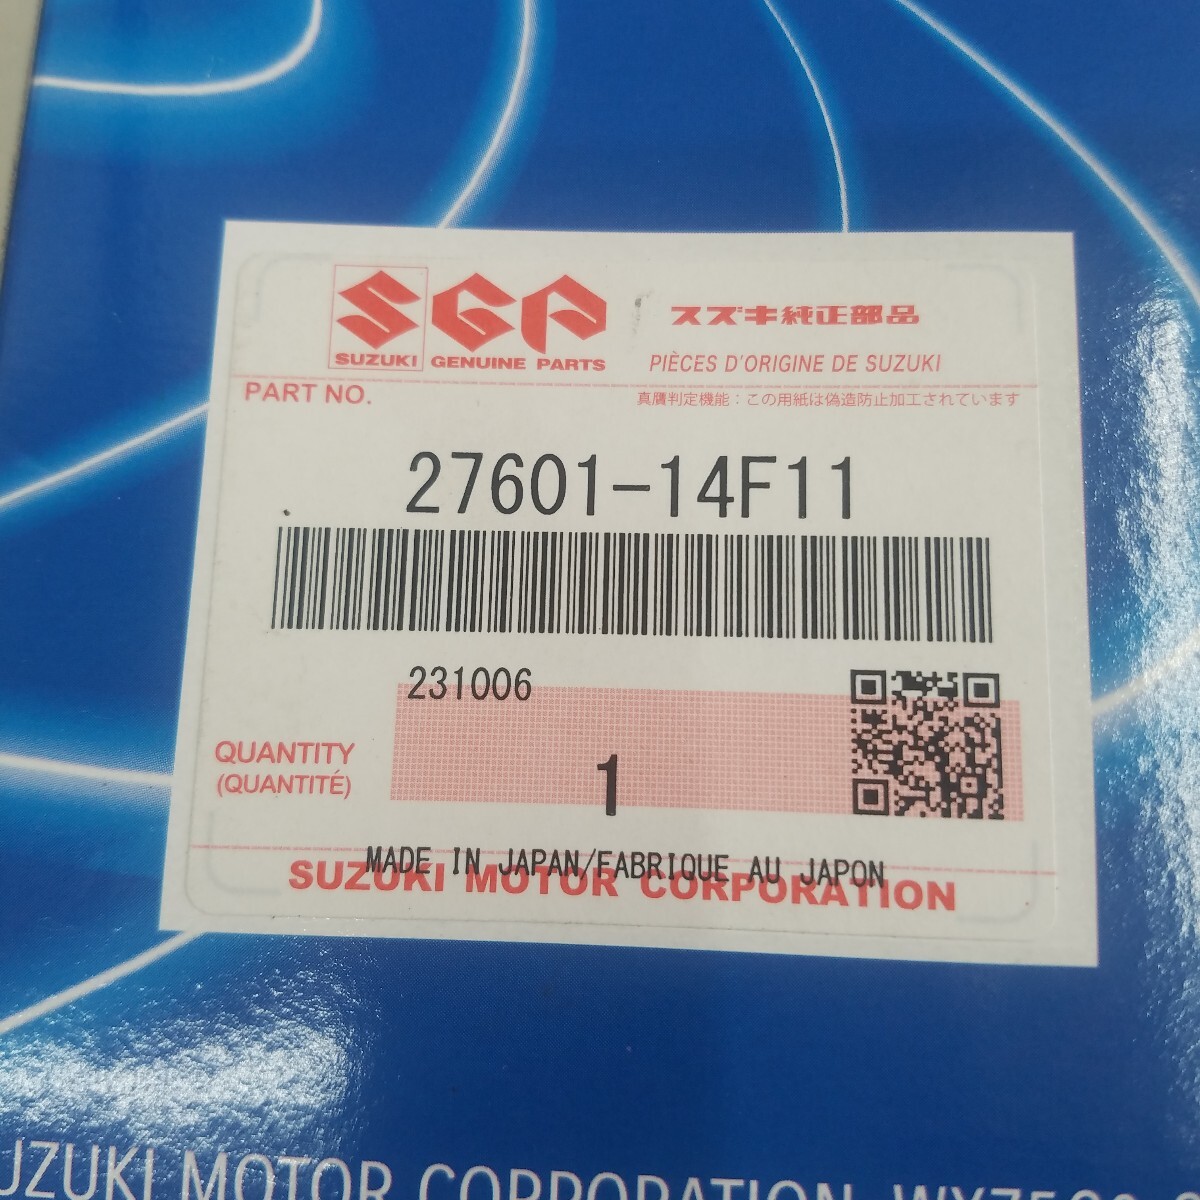 SGP
SUZUKI GENUINE PARTS
スズキ純正部品
PIÈCES D'ORIGINE DE SUZUKI
PART NO.
真贋判定機能：この用紙は偽造防止加工されています
27601-14F11
231006
QUANTITY
(QUANTITÉ)
1
MADE IN JAPAN/FABRIQUE AU JAPON
SUZUKI MOTOR CORPORATION
UZUKI MOTOR CORPORATION